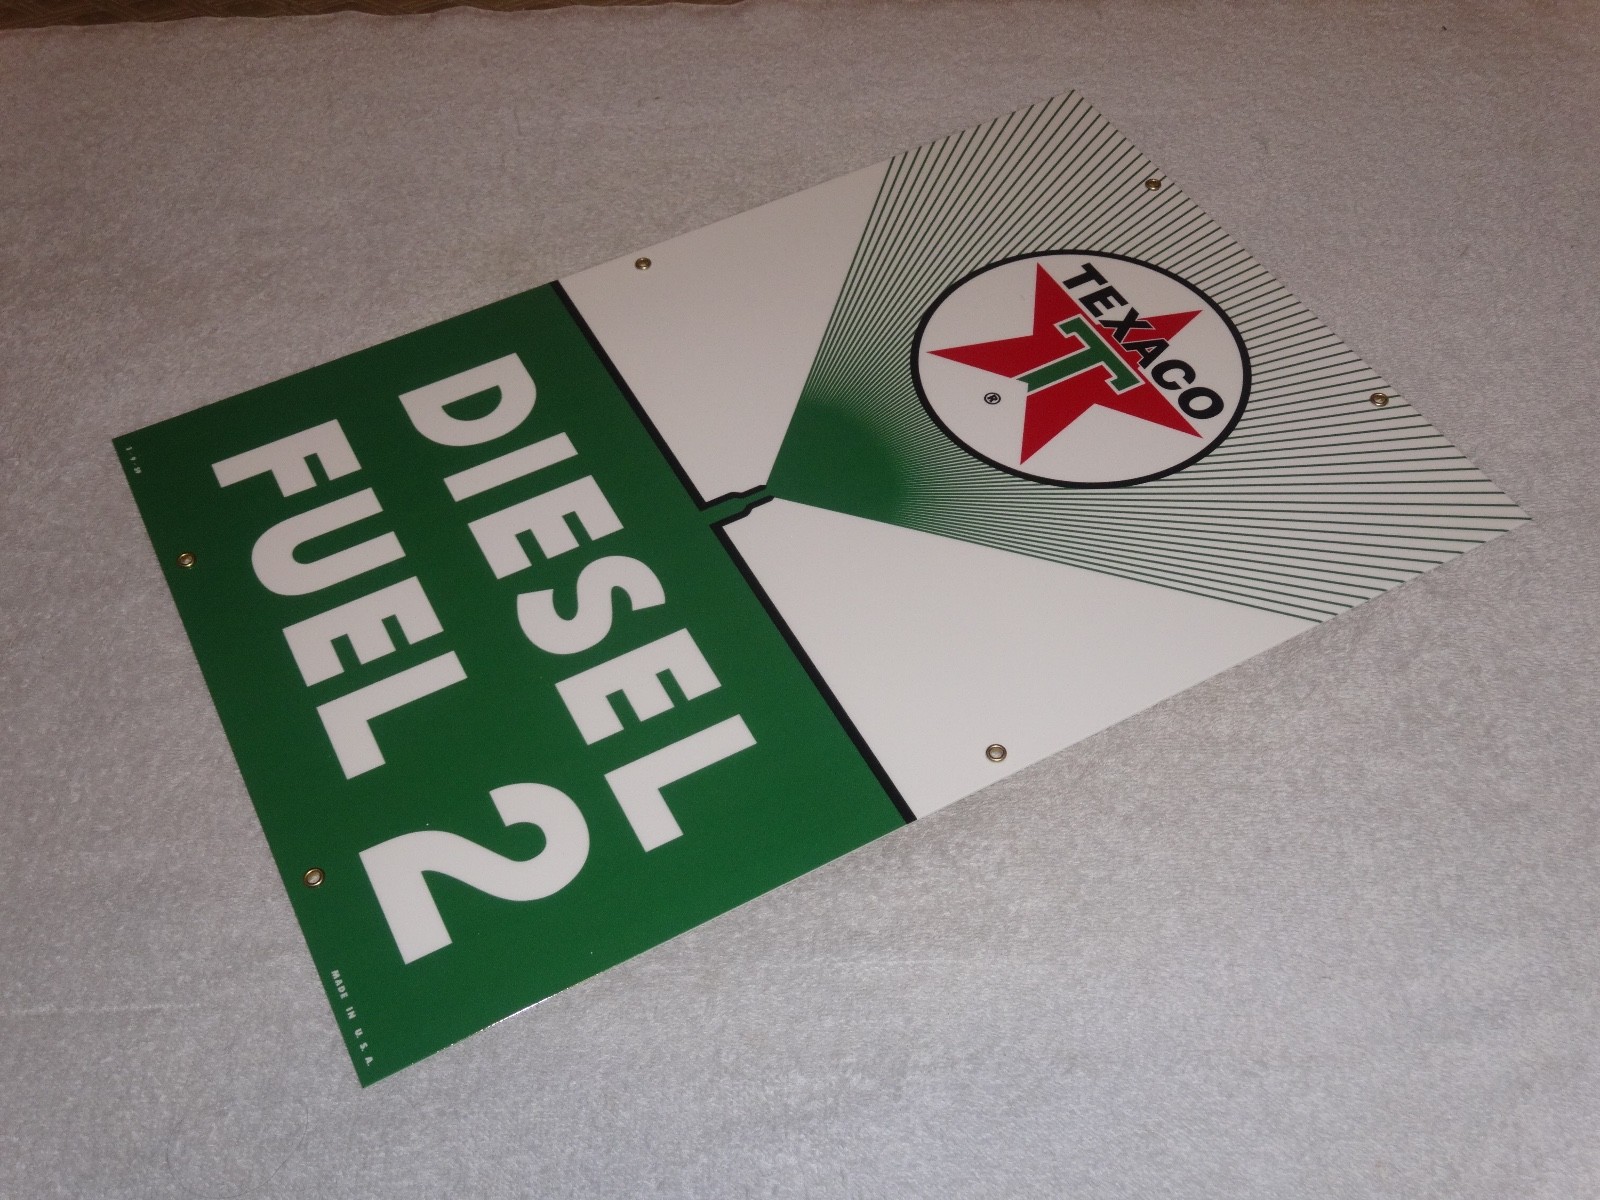 TEXACO
T
®
DIESEL
FUEL 2
MADE IN U.S.A.